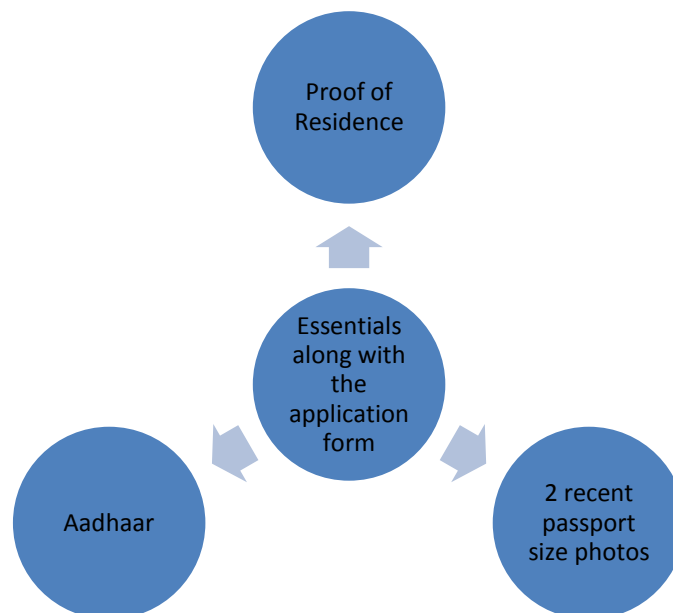 Proof of
Residence
Essentials
along with
the
application
form
Aadhaar
2 recent
passport
size photos